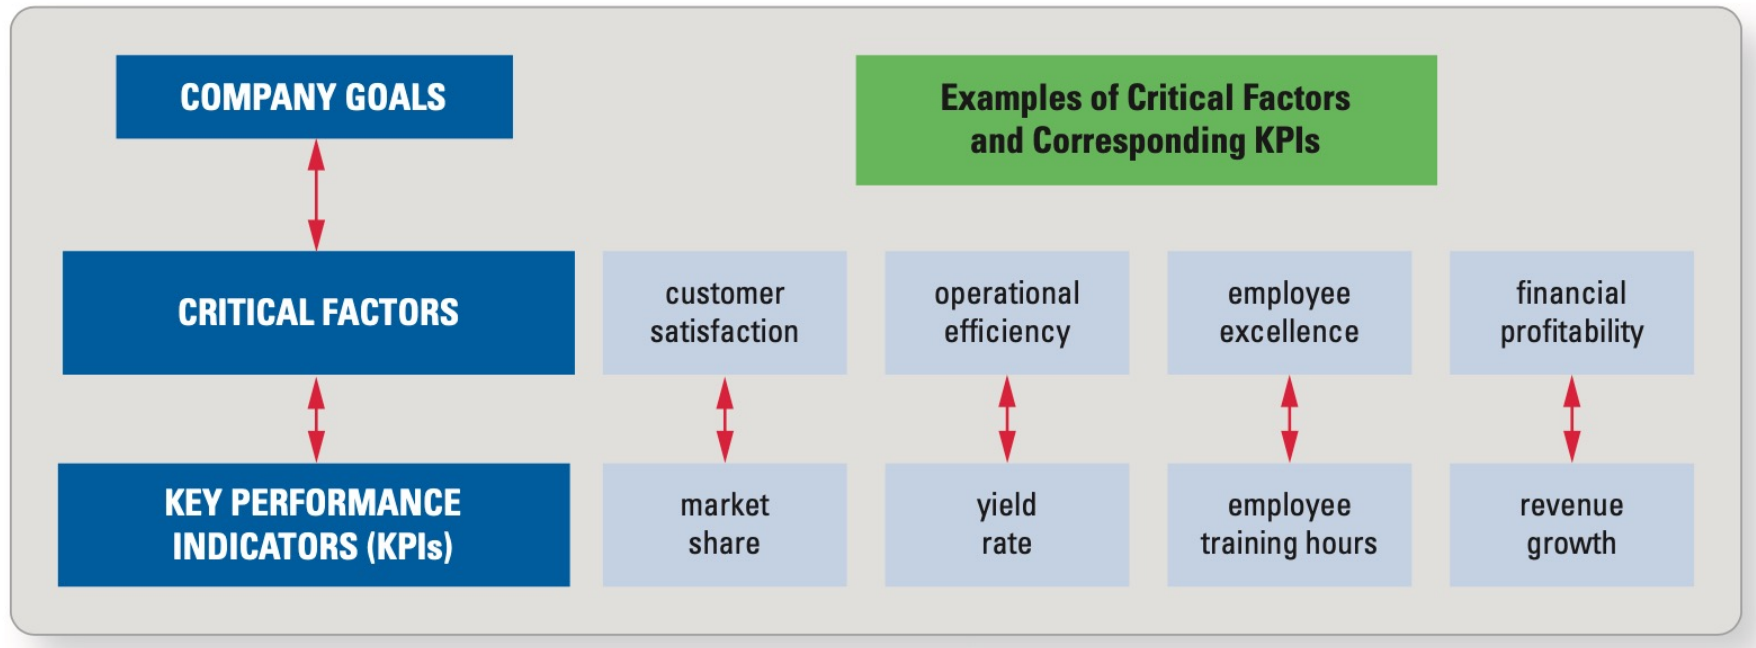 COMPANY GOALS
Examples of Critical Factors
and Corresponding KPIs
CRITICAL FACTORS
customer
satisfaction
operational
efficiency
employee
excellence
financial
profitability
KEY PERFORMANCE
INDICATORS (KPIs)
market
share
yield
rate
employee
training hours
revenue
growth